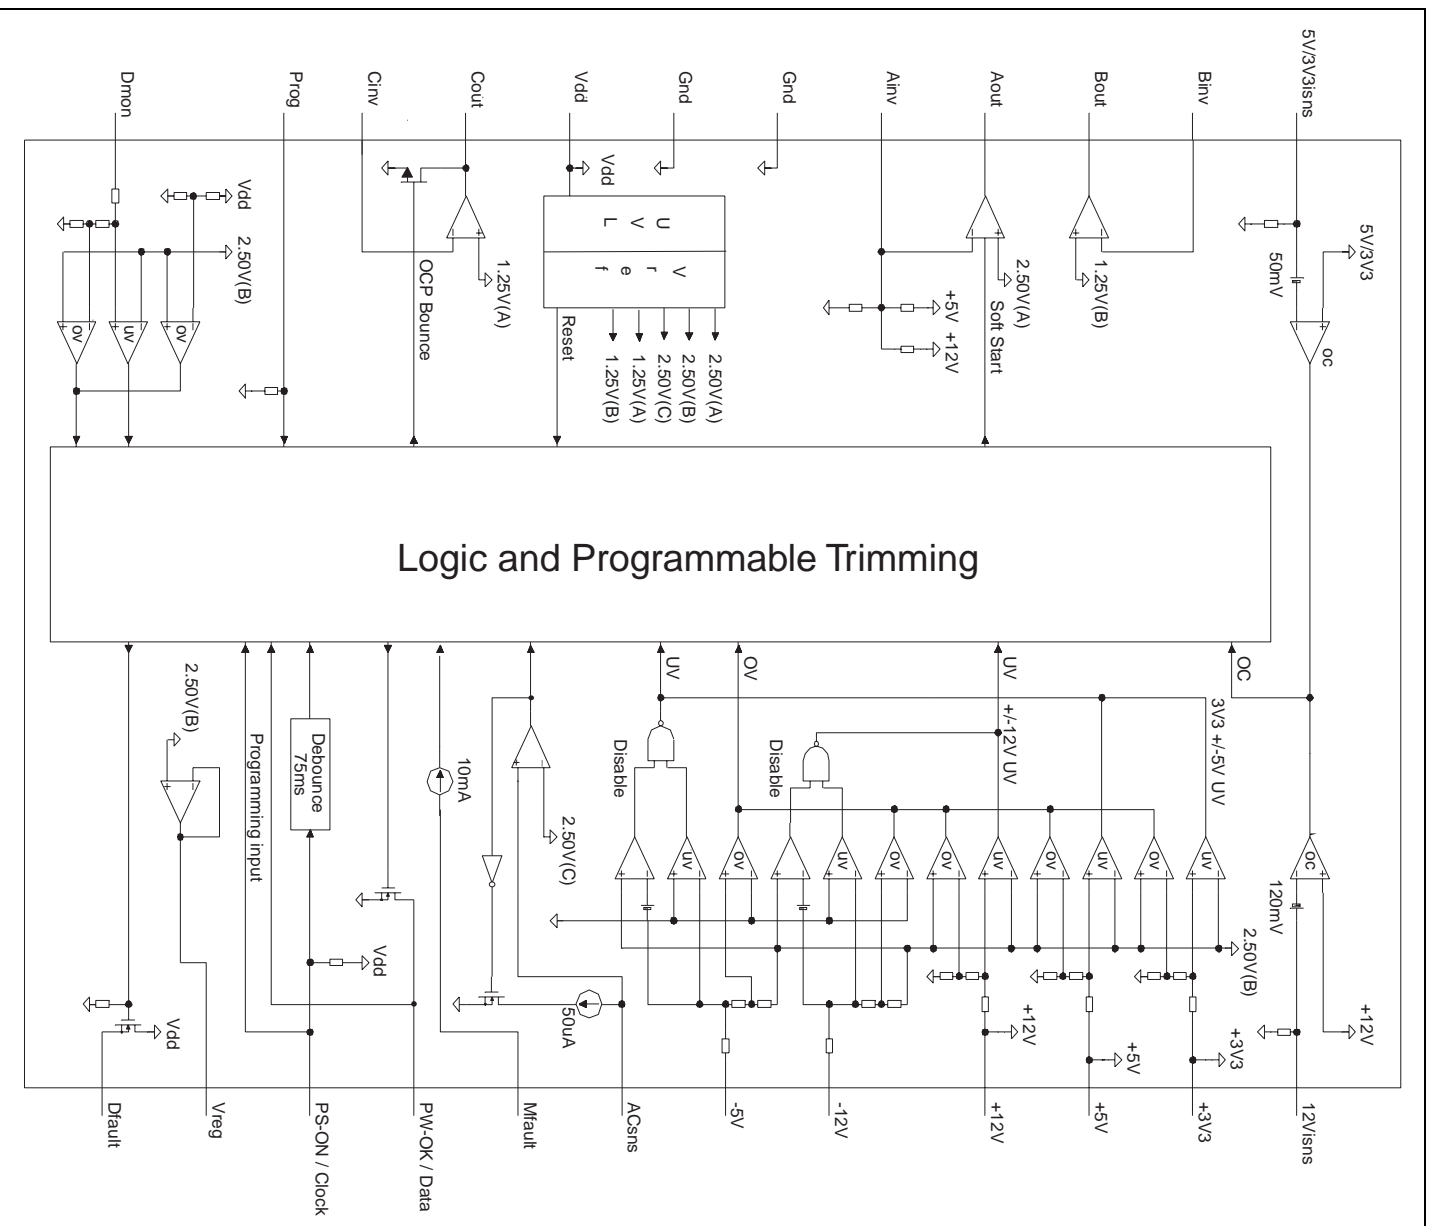 Dmon
Prog
Cinv
Cout
Vdd
Gnd
Gnd
Ainv
Aout
Bout
Binv
5V/3V3isns
Vdd
2.50V(B)
ov
uv
ov
OCP Bounce
1.25V(A)
Vdd
UVL
Vref
Reset
1.25V(B)
1.25V(A)
2.50V(C)
2.50V(B)
2.50V(A)
+5V
+12V
2.50V(A)
Soft Start
1.25V(B)
50mV
5V/3V3
oc
Logic and Programmable Trimming
2.50V(B)
Programming input
Debounce
75ms
10mA
2.50V(C)
UV
OV
UV
OC
Disable
Disable
+/-12V UV
3V3 +/-5V UV
uv
ov
uv
ov
ov
uv
ov
uv
ov
uv
oc
120mV
2.50V(B)
Vdd
Vdd
50uA
+12V
+5V
+3V3
+12V
Dfault
Vreg
PS-ON / Clock
PW-OK / Data
Mfault
ACsns
-5V
-12V
+12V
+5V
+3V3
12Visns